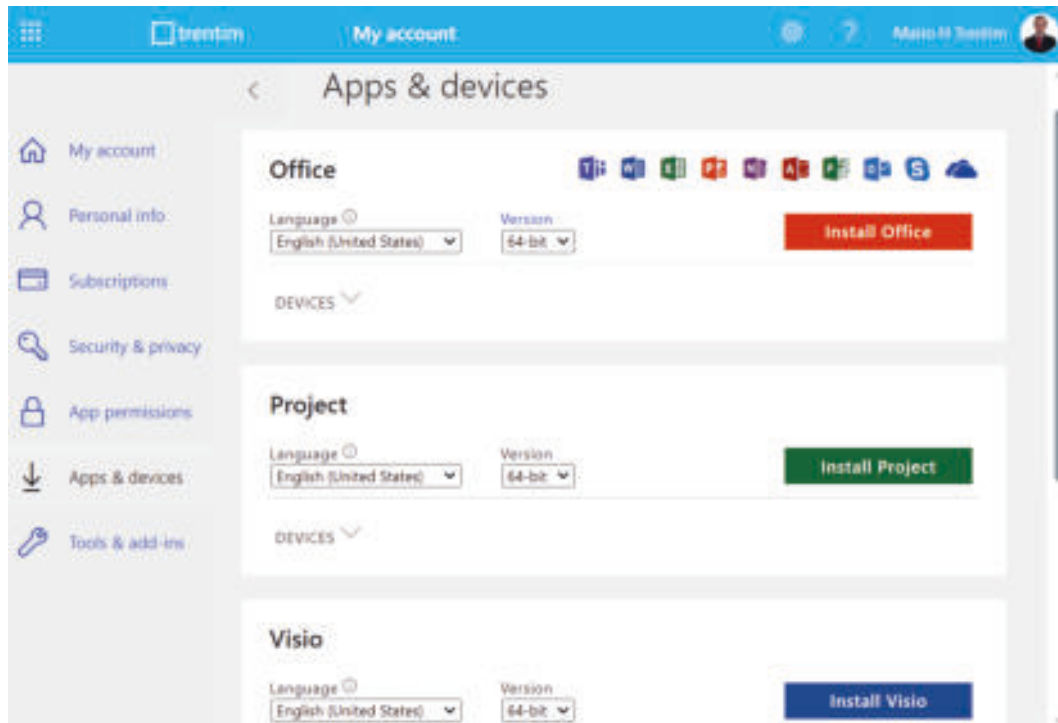 trentim
My account
?
Mario H Trentim
Apps & devices
My account
Personal info
Subscriptions
Security & privacy
App permissions
Apps & devices
Tools & add-ins
Office
Language
English (United States)
Version
64-bit
Install Office
DEVICES
Project
Language
English (United States)
Version
64-bit
Install Project
DEVICES
Visio
Language
English (United States)
Version
64-bit
Install Visio